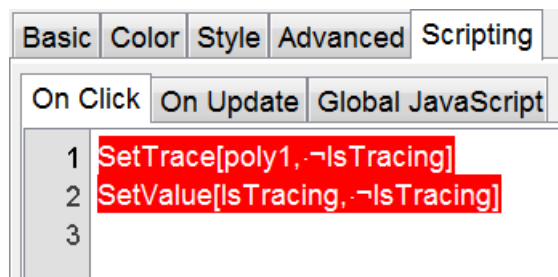 Basic Color Style Advanced Scripting
On Click On Update Global JavaScript
1 SetTrace[poly1,·¬IsTracing]
2 SetValue[IsTracing,·¬IsTracing]
3